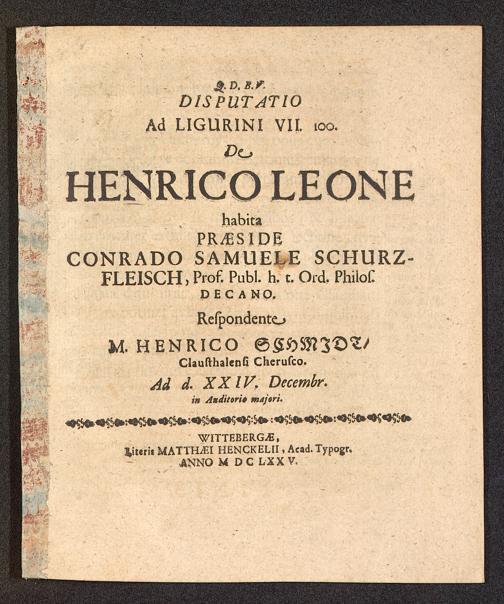 Q. D. B. V.
DISPUTATIO
Ad LIGURINI VII. 100.
De
HENRICO LEONE
habita
PRÆSIDE
CONRADO SAMUELE SCHURZ-
FLEISCH, Prof. Publ. h. t. Ord. Philoſ.
DECANO.
Reſpondente
M. HENRICO SCHMIDT/
Clauſthalenſi Cheruſco.
Ad d. XXIV. Decembr.
in Auditorio majori.
WITTEBERGÆ,
Literis MATTHÆI HENCKELII, Acad. Typogr.
ANNO M DC LXXV.